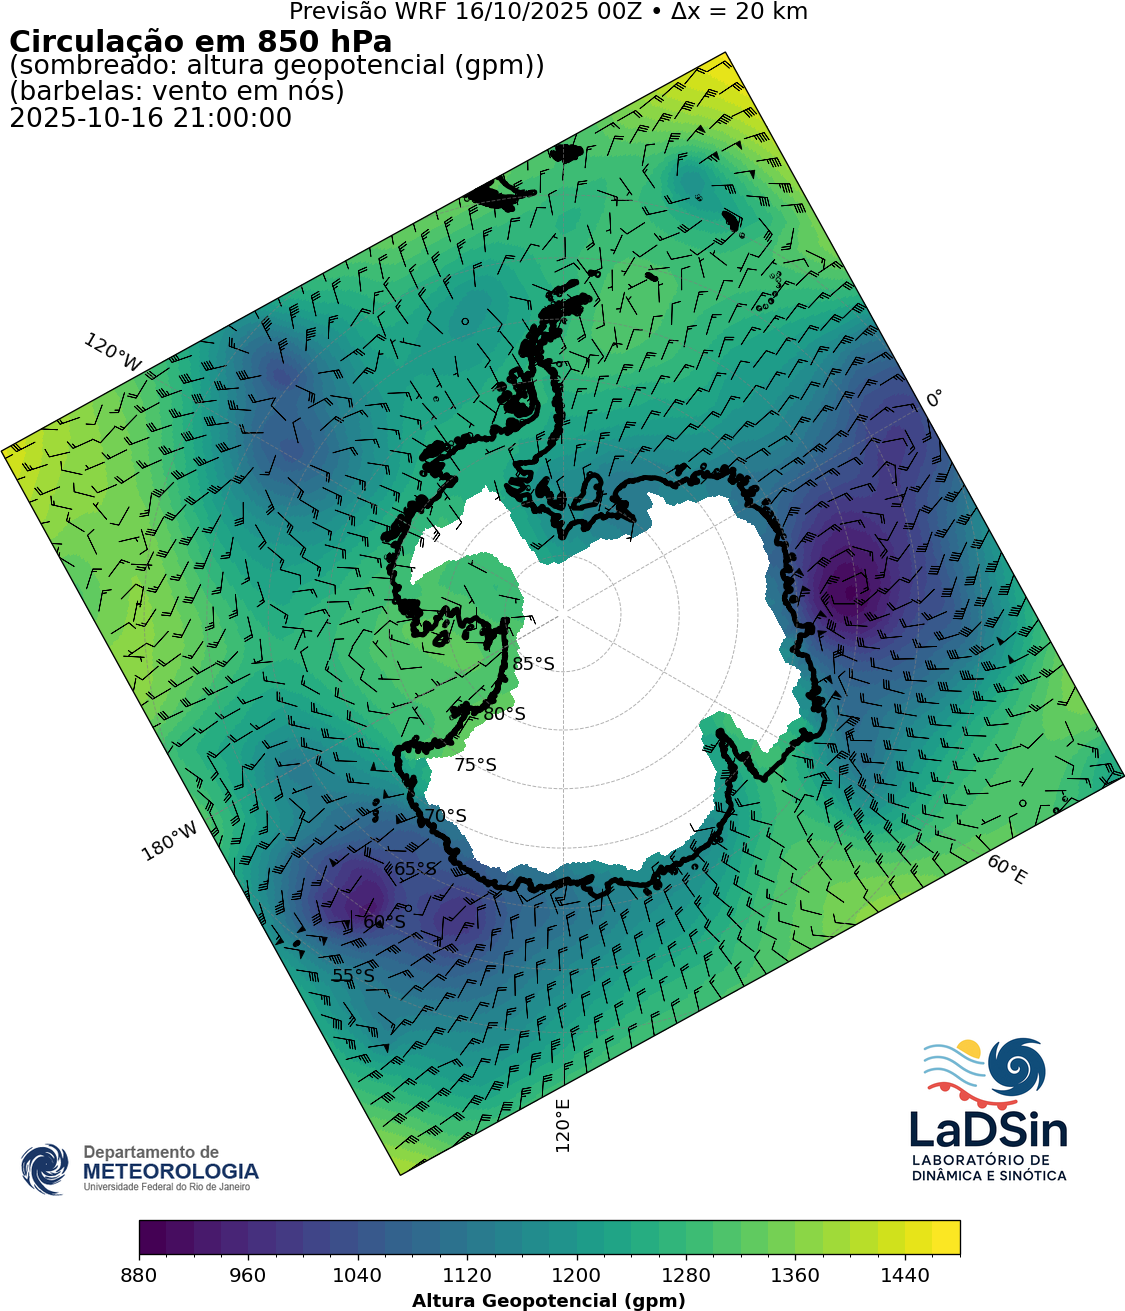 Previsão WRF 16/10/2025 00Z • Δx = 20 km
Circulação em 850 hPa
(sombreado: altura geopotencial (gpm))
(barbelas: vento em nós)
2025-10-16 21:00:00
120°W
0°
85°S
80°S
75°S
70°S
180°W
65°S
60°E
60°S
55°S
120°E
LaDSin
LABORATÓRIO DE
DINÂMICA E SINÓTICA
Departamento de
METEOROLOGIA
Universidade Federal do Rio de Janeiro
880 960 1040 1120 1200 1280 1360 1440
Altura Geopotencial (gpm)